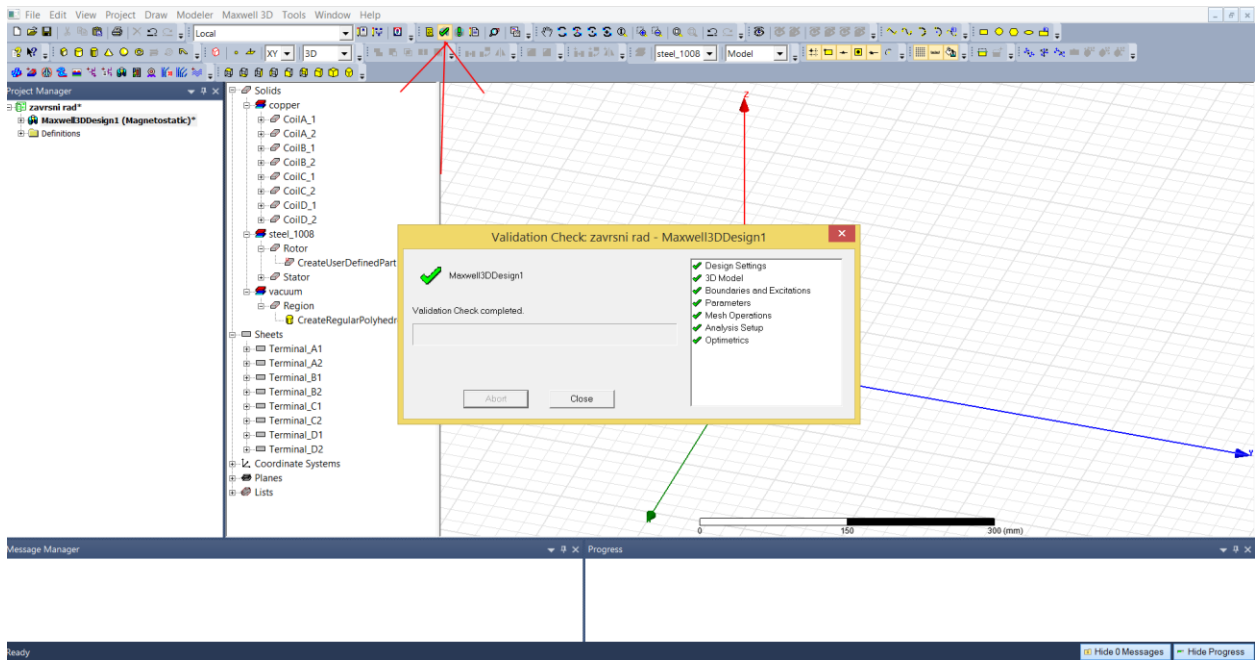 File Edit View Project Draw Modeler Maxwell 3D Tools Window Help
Local
XY 3D steel_1008 Model
Project Manager
zavrsni rad*
Maxwell3DDesign1 (Magnetostatic)*
Definitions
Solids
copper
CoilA_1
CoilA_2
CoilB_1
CoilB_2
CoilC_1
CoilC_2
CoilD_1
CoilD_2
steel_1008
Rotor
CreateUserDefinedPart
Stator
vacuum
Region
CreateRegularPolyhedr
Sheets
Terminal_A1
Terminal_A2
Terminal_B1
Terminal_B2
Terminal_C1
Terminal_C2
Terminal_D1
Terminal_D2
Coordinate Systems
Planes
Lists
Z
Validation Check: zavrsni rad - Maxwell3DDesign1
Maxwell3DDesign1
Validation Check completed.
Abort Close
Design Settings
3D Model
Boundaries and Excitations
Parameters
Mesh Operations
Analysis Setup
Optimetrics
0 150 300 (mm)
Message Manager
Progress
Ready
Hide 0 Messages Hide Progress